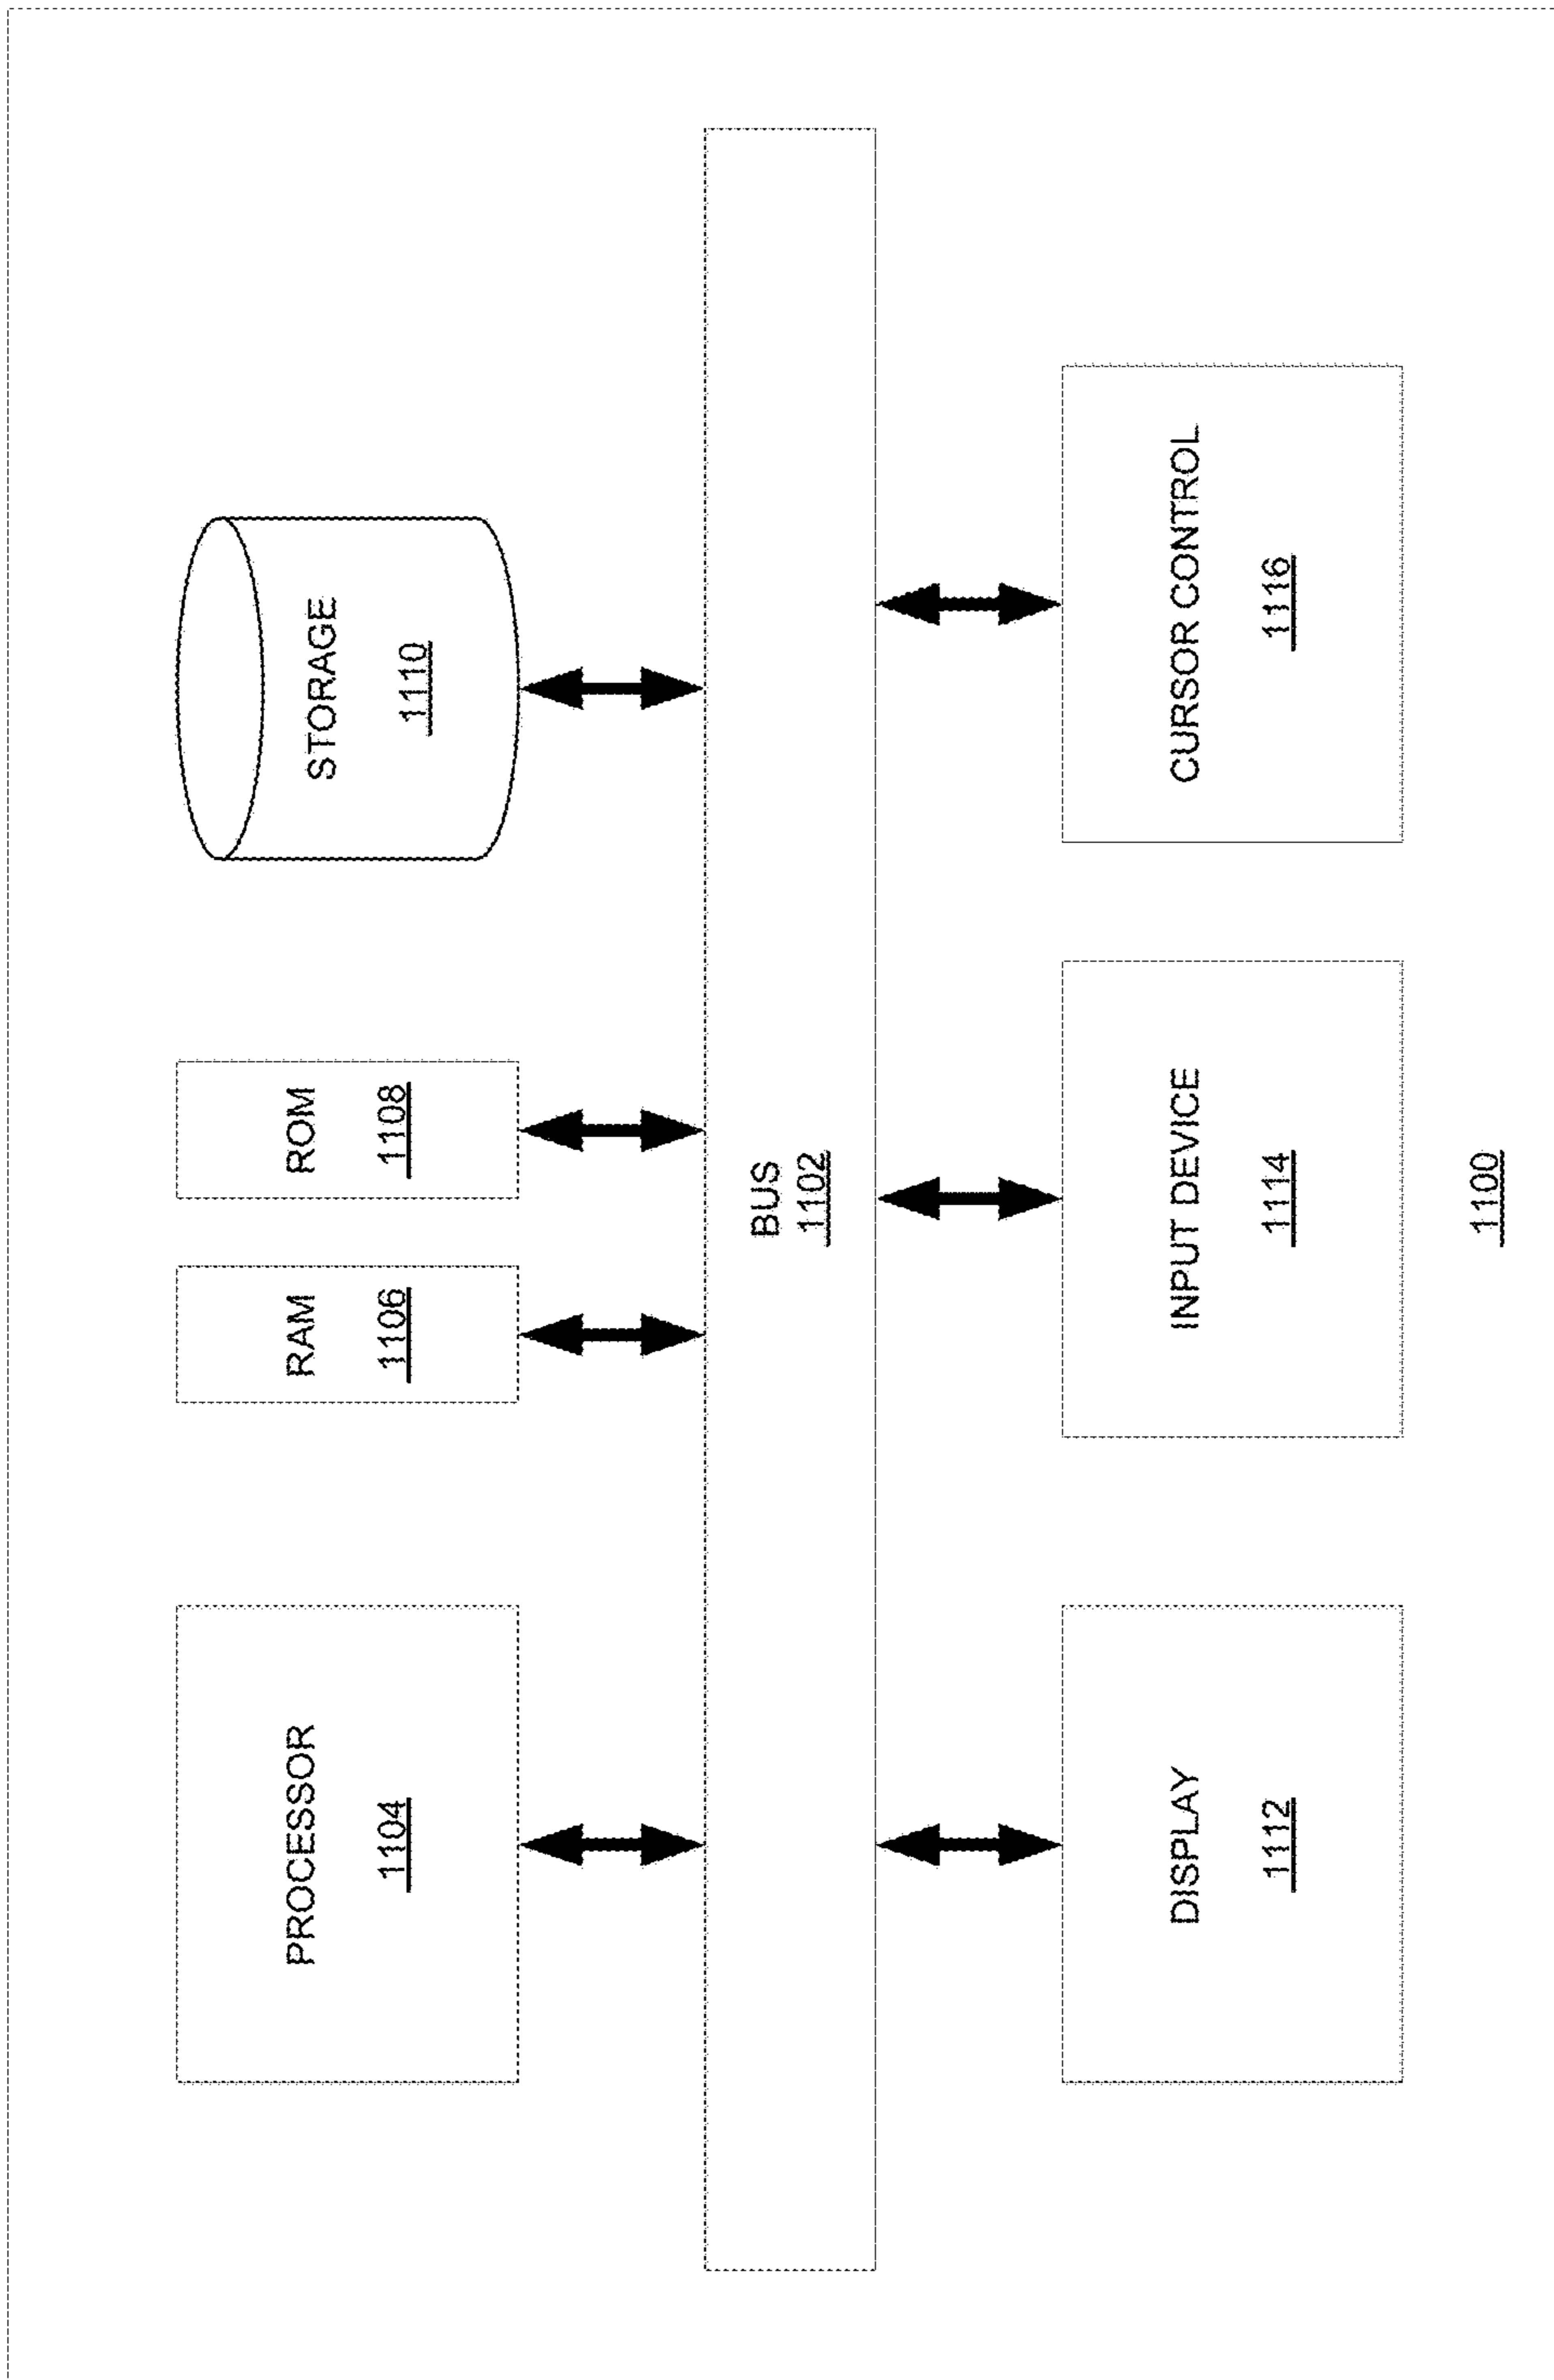 PROCESSOR
1104
RAM
1106
ROM
1108
STORAGE
1110
BUS
1102
DISPLAY
1112
INPUT DEVICE
1114
CURSOR CONTROL
1116
1100